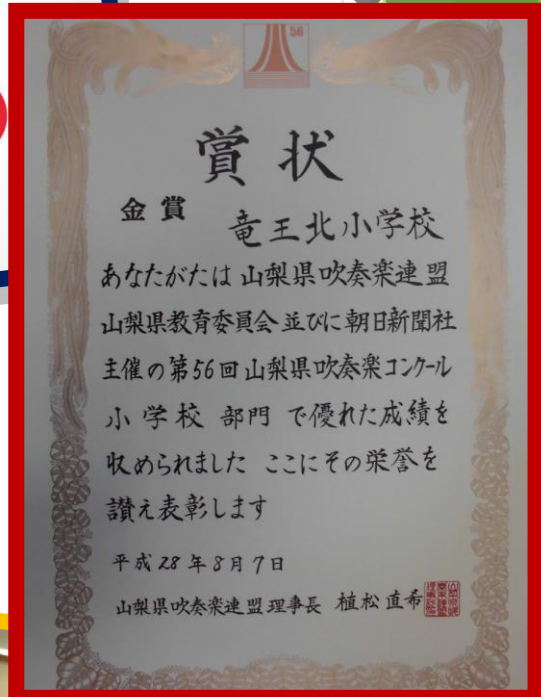 56
賞状
金賞
竜王北小学校
あなたがたは山梨県吹奏楽連盟
山梨県教育委員会並びに朝日新聞社
主催の第56回山梨県吹奏楽コンクール
小学校 部門 で優れた成績を
収められました ここにその栄誉を
讃え表彰します
平成28年8月7日
山梨県吹奏楽連盟理事長 植松直希